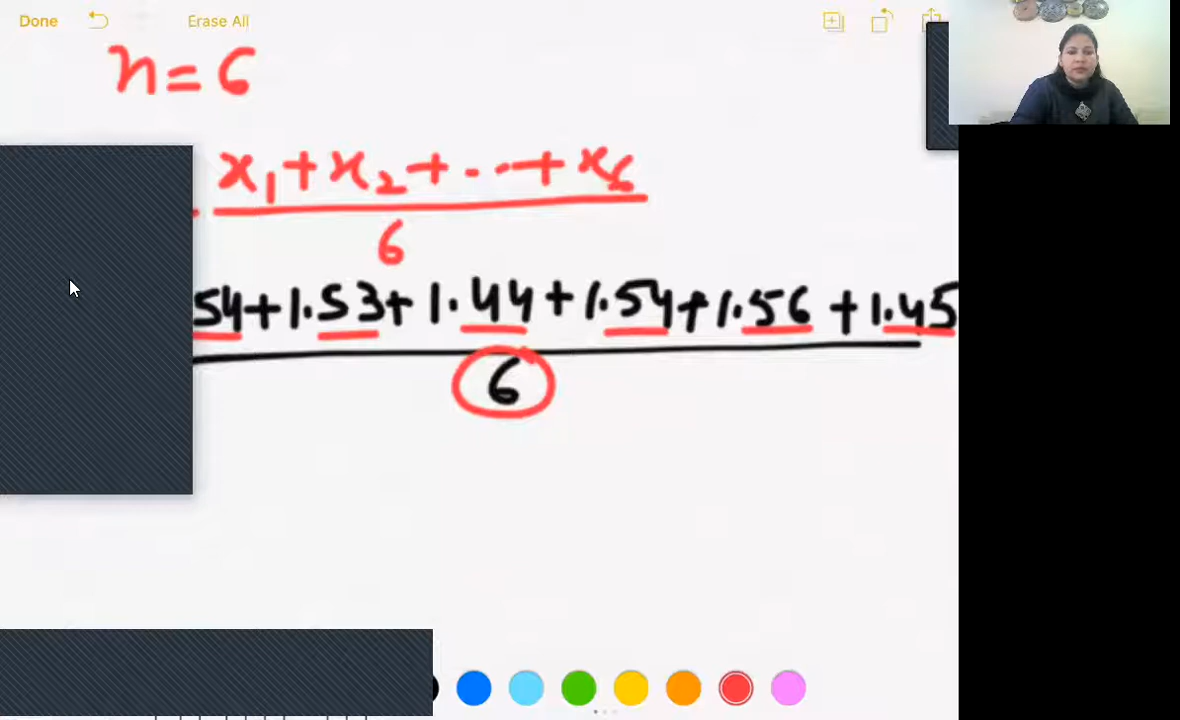 Done Erase All
n=6
x₁+x₂+...+x₆
6
54+1.53+1.44+1.54+1.56+1.45
6